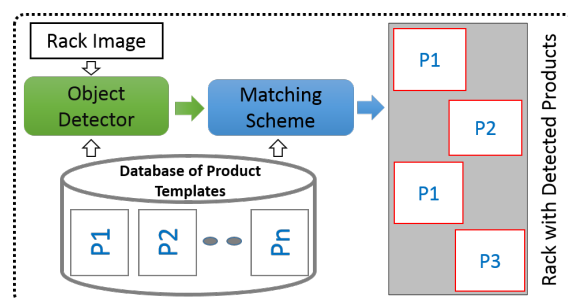 Rack Image
Object
Detector
Matching
Scheme
Database of Product
Templates
P1
P2
Pn
P1
P2
P1
P3
Rack with Detected Products